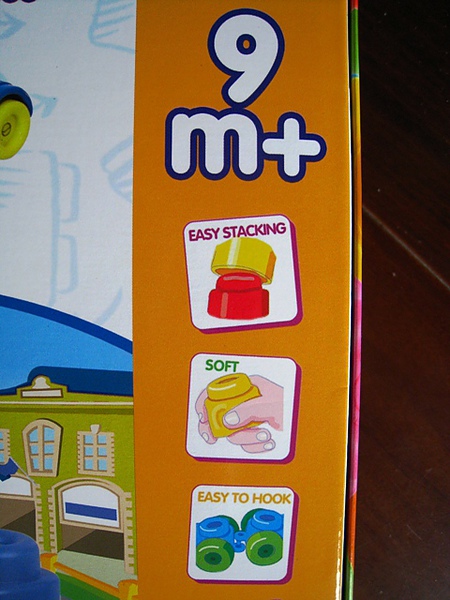 9
m+
EASY STACKING
SOFT
EASY TO HOOK